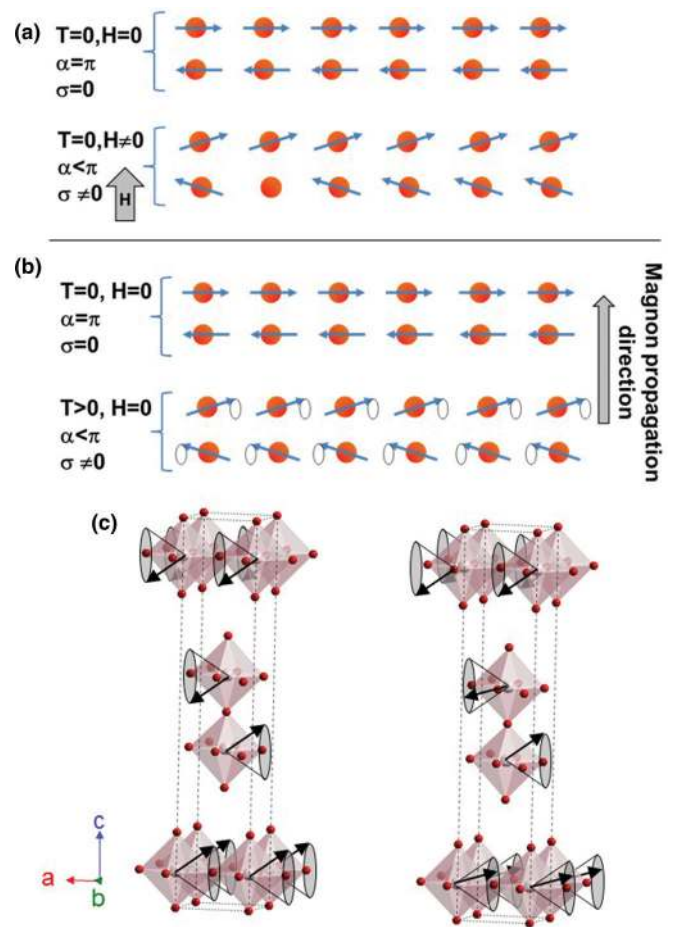 (a)
T=0,H=0
α=π
σ=0
T=0,H≠0
α<π
σ ≠0
H
(b)
T=0, H=0
α=π
σ=0
T>0, H=0
α<π
σ ≠0
Magnon propagation
direction
(c)
c
a
b